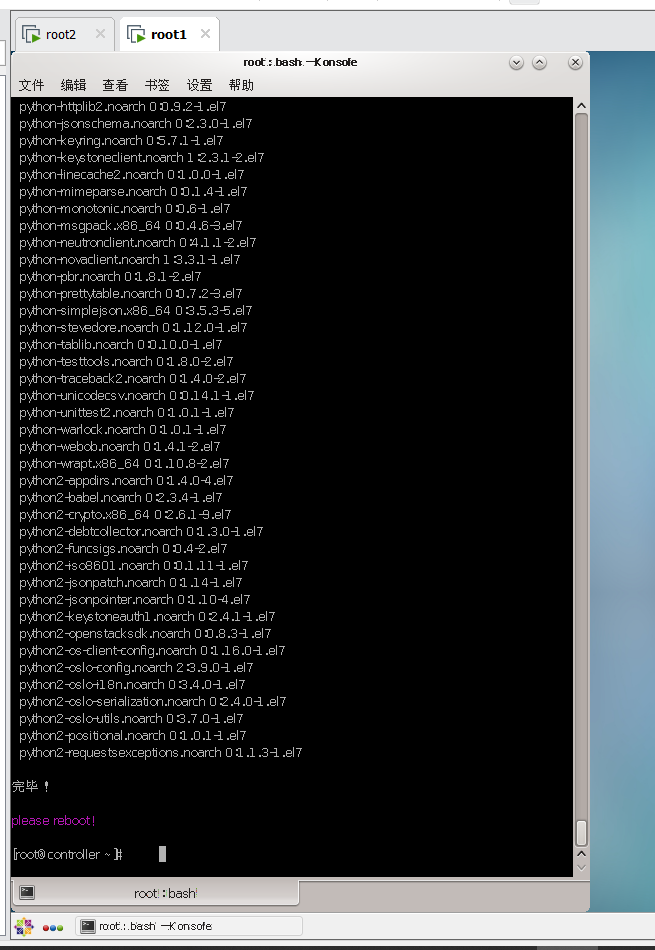 root2
root1
root : .bash. — Konsole
文件 编辑 查看 书签 设置 帮助
python-httplib2.noarch 0:0.9.2-1.el7
python-jsonschema.noarch 0:2.3.0-1.el7
python-keyring.noarch 0:5.7.1-1.el7
python-keystoneclient.noarch 1:2.3.1-2.el7
python-linecache2.noarch 0:1.0.0-1.el7
python-mimeparse.noarch 0:0.1.4-1.el7
python-monotonic.noarch 0:0.6-1.el7
python-msgpack.x86_64 0:0.4.6-3.el7
python-neutronclient.noarch 0:4.1.1-2.el7
python-novaclient.noarch 1:3.3.1-1.el7
python-pbr.noarch 0:1.8.1-2.el7
python-prettytable.noarch 0:0.7.2-3.el7
python-simplejson.x86_64 0:3.5.3-5.el7
python-stevedore.noarch 0:1.12.0-1.el7
python-tablib.noarch 0:0.10.0-1.el7
python-testtools.noarch 0:1.8.0-2.el7
python-traceback2.noarch 0:1.4.0-2.el7
python-unicodecsv.noarch 0:0.14.1-1.el7
python-unittest2.noarch 0:1.0.1-1.el7
python-warlock.noarch 0:1.0.1-1.el7
python-webob.noarch 0:1.4.1-2.el7
python-wrapt.x86_64 0:1.10.8-2.el7
python2-appdirs.noarch 0:1.4.0-4.el7
python2-babel.noarch 0:2.3.4-1.el7
python2-crypto.x86_64 0:2.6.1-9.el7
python2-debtcollector.noarch 0:1.3.0-1.el7
python2-funcsigs.noarch 0:0.4-2.el7
python2-iso8601.noarch 0:0.1.11-1.el7
python2-jsonpatch.noarch 0:1.14-1.el7
python2-jsonpointer.noarch 0:1.10-4.el7
python2-keystoneauth1.noarch 0:2.4.1-1.el7
python2-openstacksdk.noarch 0:0.8.3-1.el7
python2-os-client-config.noarch 0:1.16.0-1.el7
python2-oslo-config.noarch 2:3.9.0-1.el7
python2-oslo-i18n.noarch 0:3.4.0-1.el7
python2-oslo-serialization.noarch 0:2.4.0-1.el7
python2-oslo-utils.noarch 0:3.7.0-1.el7
python2-positional.noarch 0:1.0.1-1.el7
python2-requestsexceptions.noarch 0:1.1.3-1.el7
完毕！
please reboot!
[root@controller ~]#
root : bash
root : .bash — Konsole